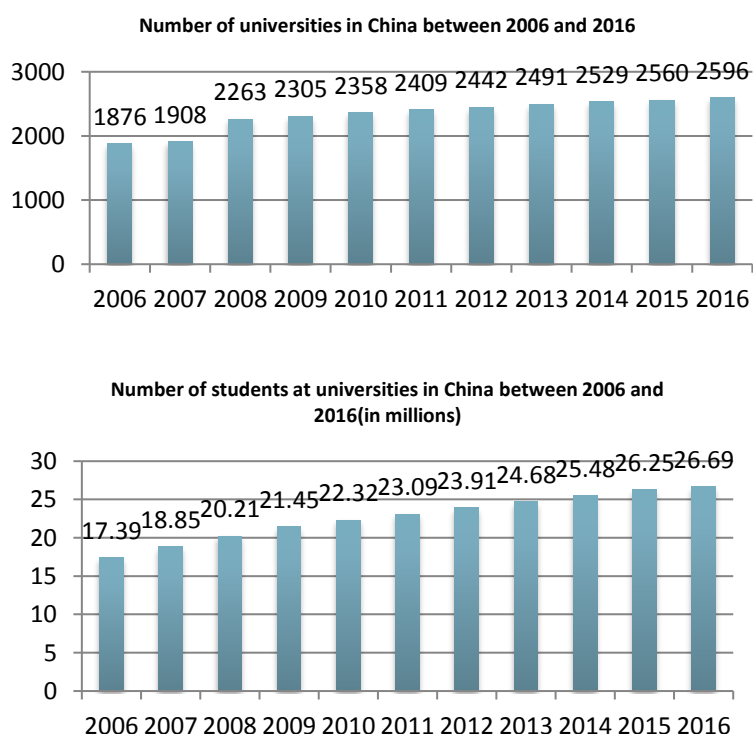 Number of universities in China between 2006 and 2016
3000
2000
1000
0
1876 1908 2263 2305 2358 2409 2442 2491 2529 2560 2596
2006 2007 2008 2009 2010 2011 2012 2013 2014 2015 2016
Number of students at universities in China between 2006 and
2016(in millions)
30
25
20
15
10
5
0
17.39 18.85 20.21 21.45 22.32 23.09 23.91 24.68 25.48 26.25 26.69
2006 2007 2008 2009 2010 2011 2012 2013 2014 2015 2016